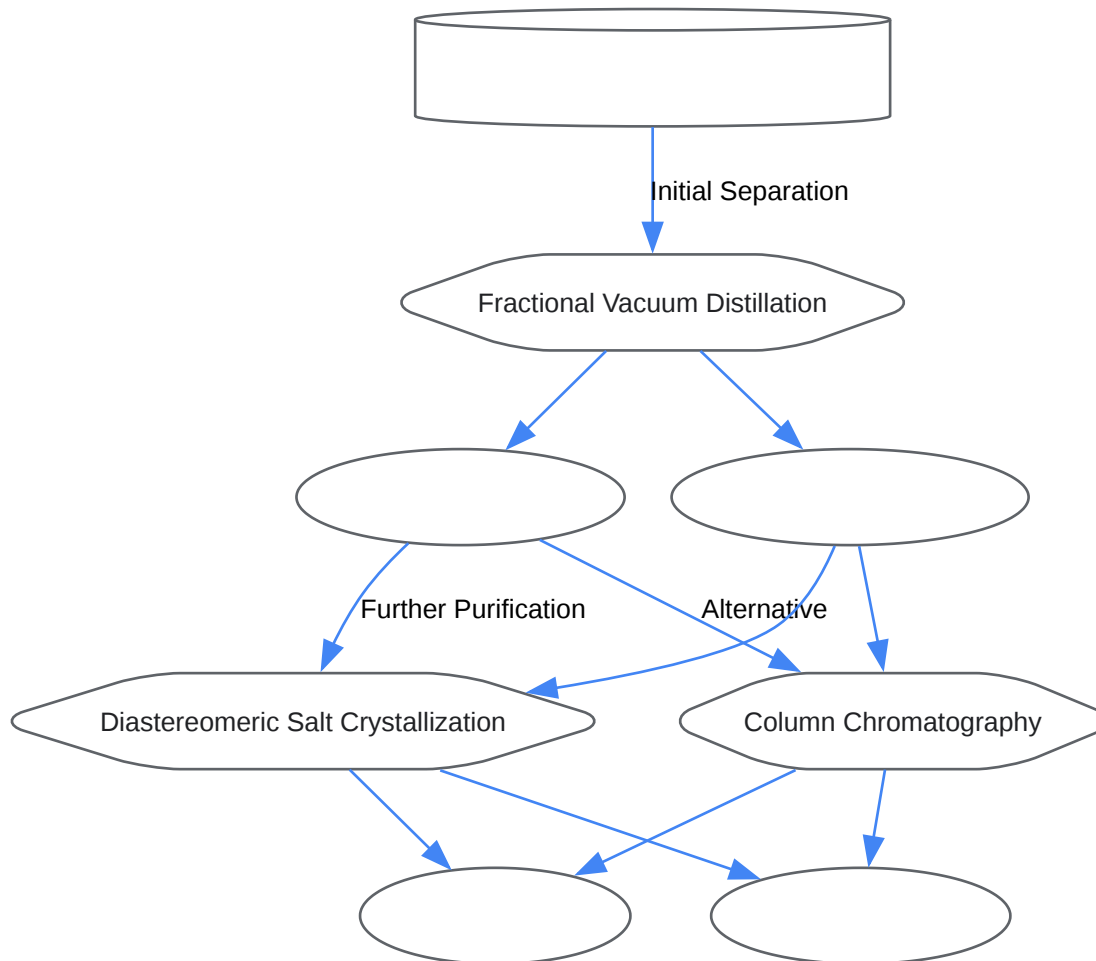 Initial Separation
Fractional Vacuum Distillation
Further Purification
Alternative
Diastereomeric Salt Crystallization
Column Chromatography